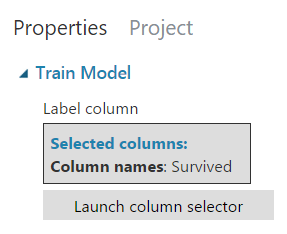 Properties Project
Train Model
Label column
Selected columns:
Column names: Survived
Launch column selector